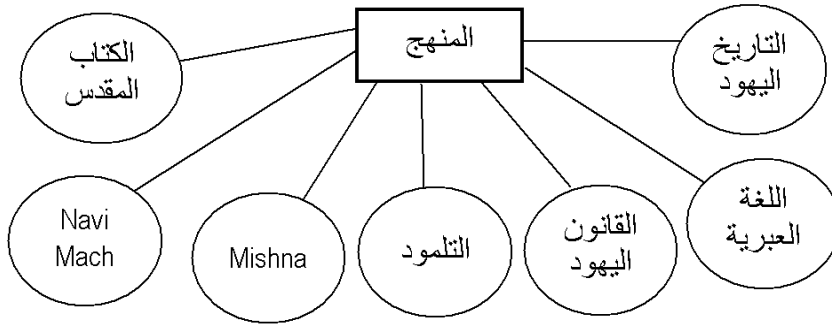 المنهج
التاريخ
اليهود
اللغة
العبرية
القانون
اليهود
التلمود
Mishna
Navi
Mach
الكتاب
المقدس